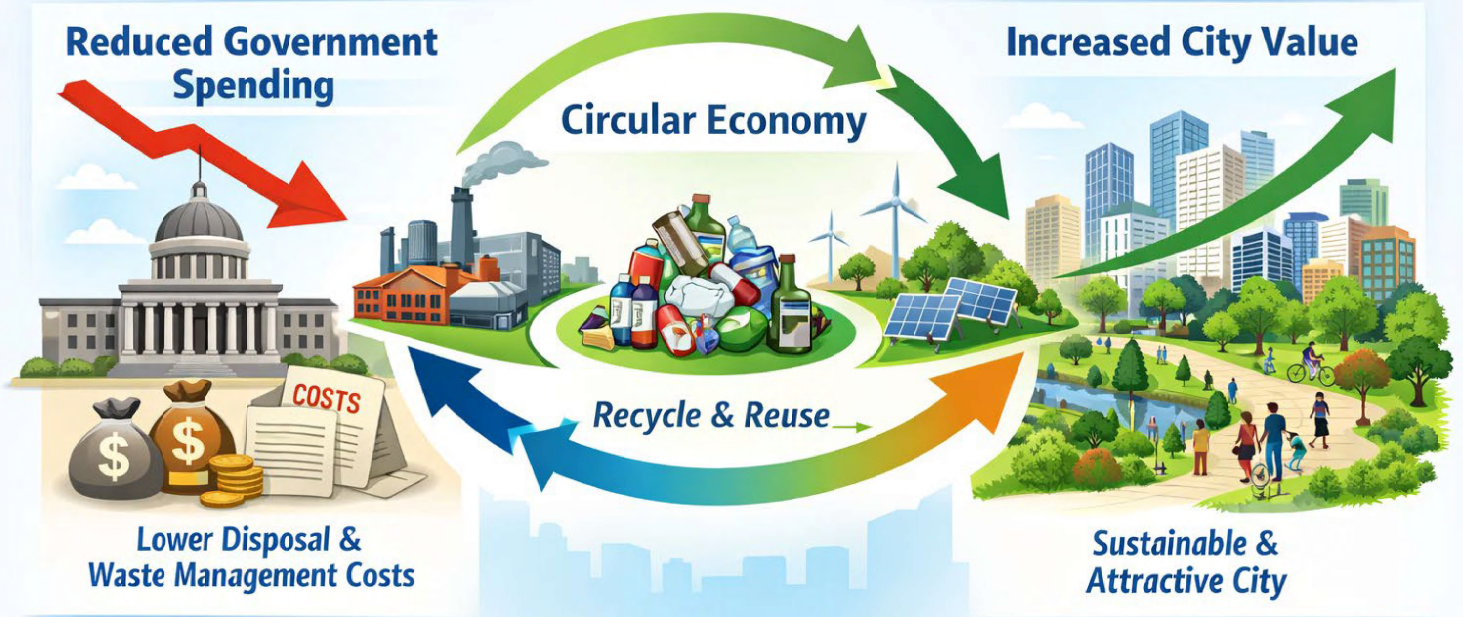 Reduced Government
Spending
Circular Economy
Increased City Value
COSTS
$
$
Recycle & Reuse
Lower Disposal &
Waste Management Costs
Sustainable &
Attractive City